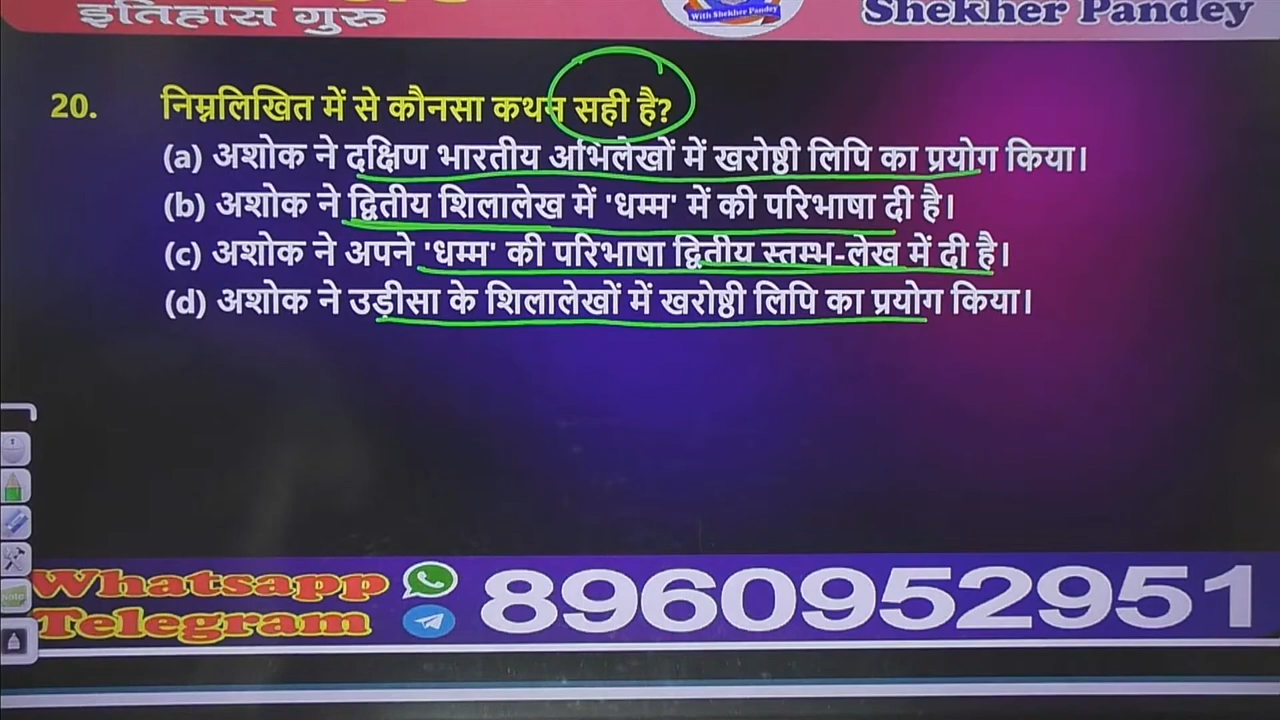 इतिहास गुरु
With Shekher Pandey
Shekher Pandey
20. निम्नलिखित में से कौनसा कथन सही है?
(a) अशोक ने दक्षिण भारतीय अभिलेखों में खरोष्ठी लिपि का प्रयोग किया।
(b) अशोक ने द्वितीय शिलालेख में 'धम्म' में की परिभाषा दी है।
(c) अशोक ने अपने 'धम्म' की परिभाषा द्वितीय स्तम्भ-लेख में दी है।
(d) अशोक ने उड़ीसा के शिलालेखों में खरोष्ठी लिपि का प्रयोग किया।
Whatsapp
Telegram
8960952951